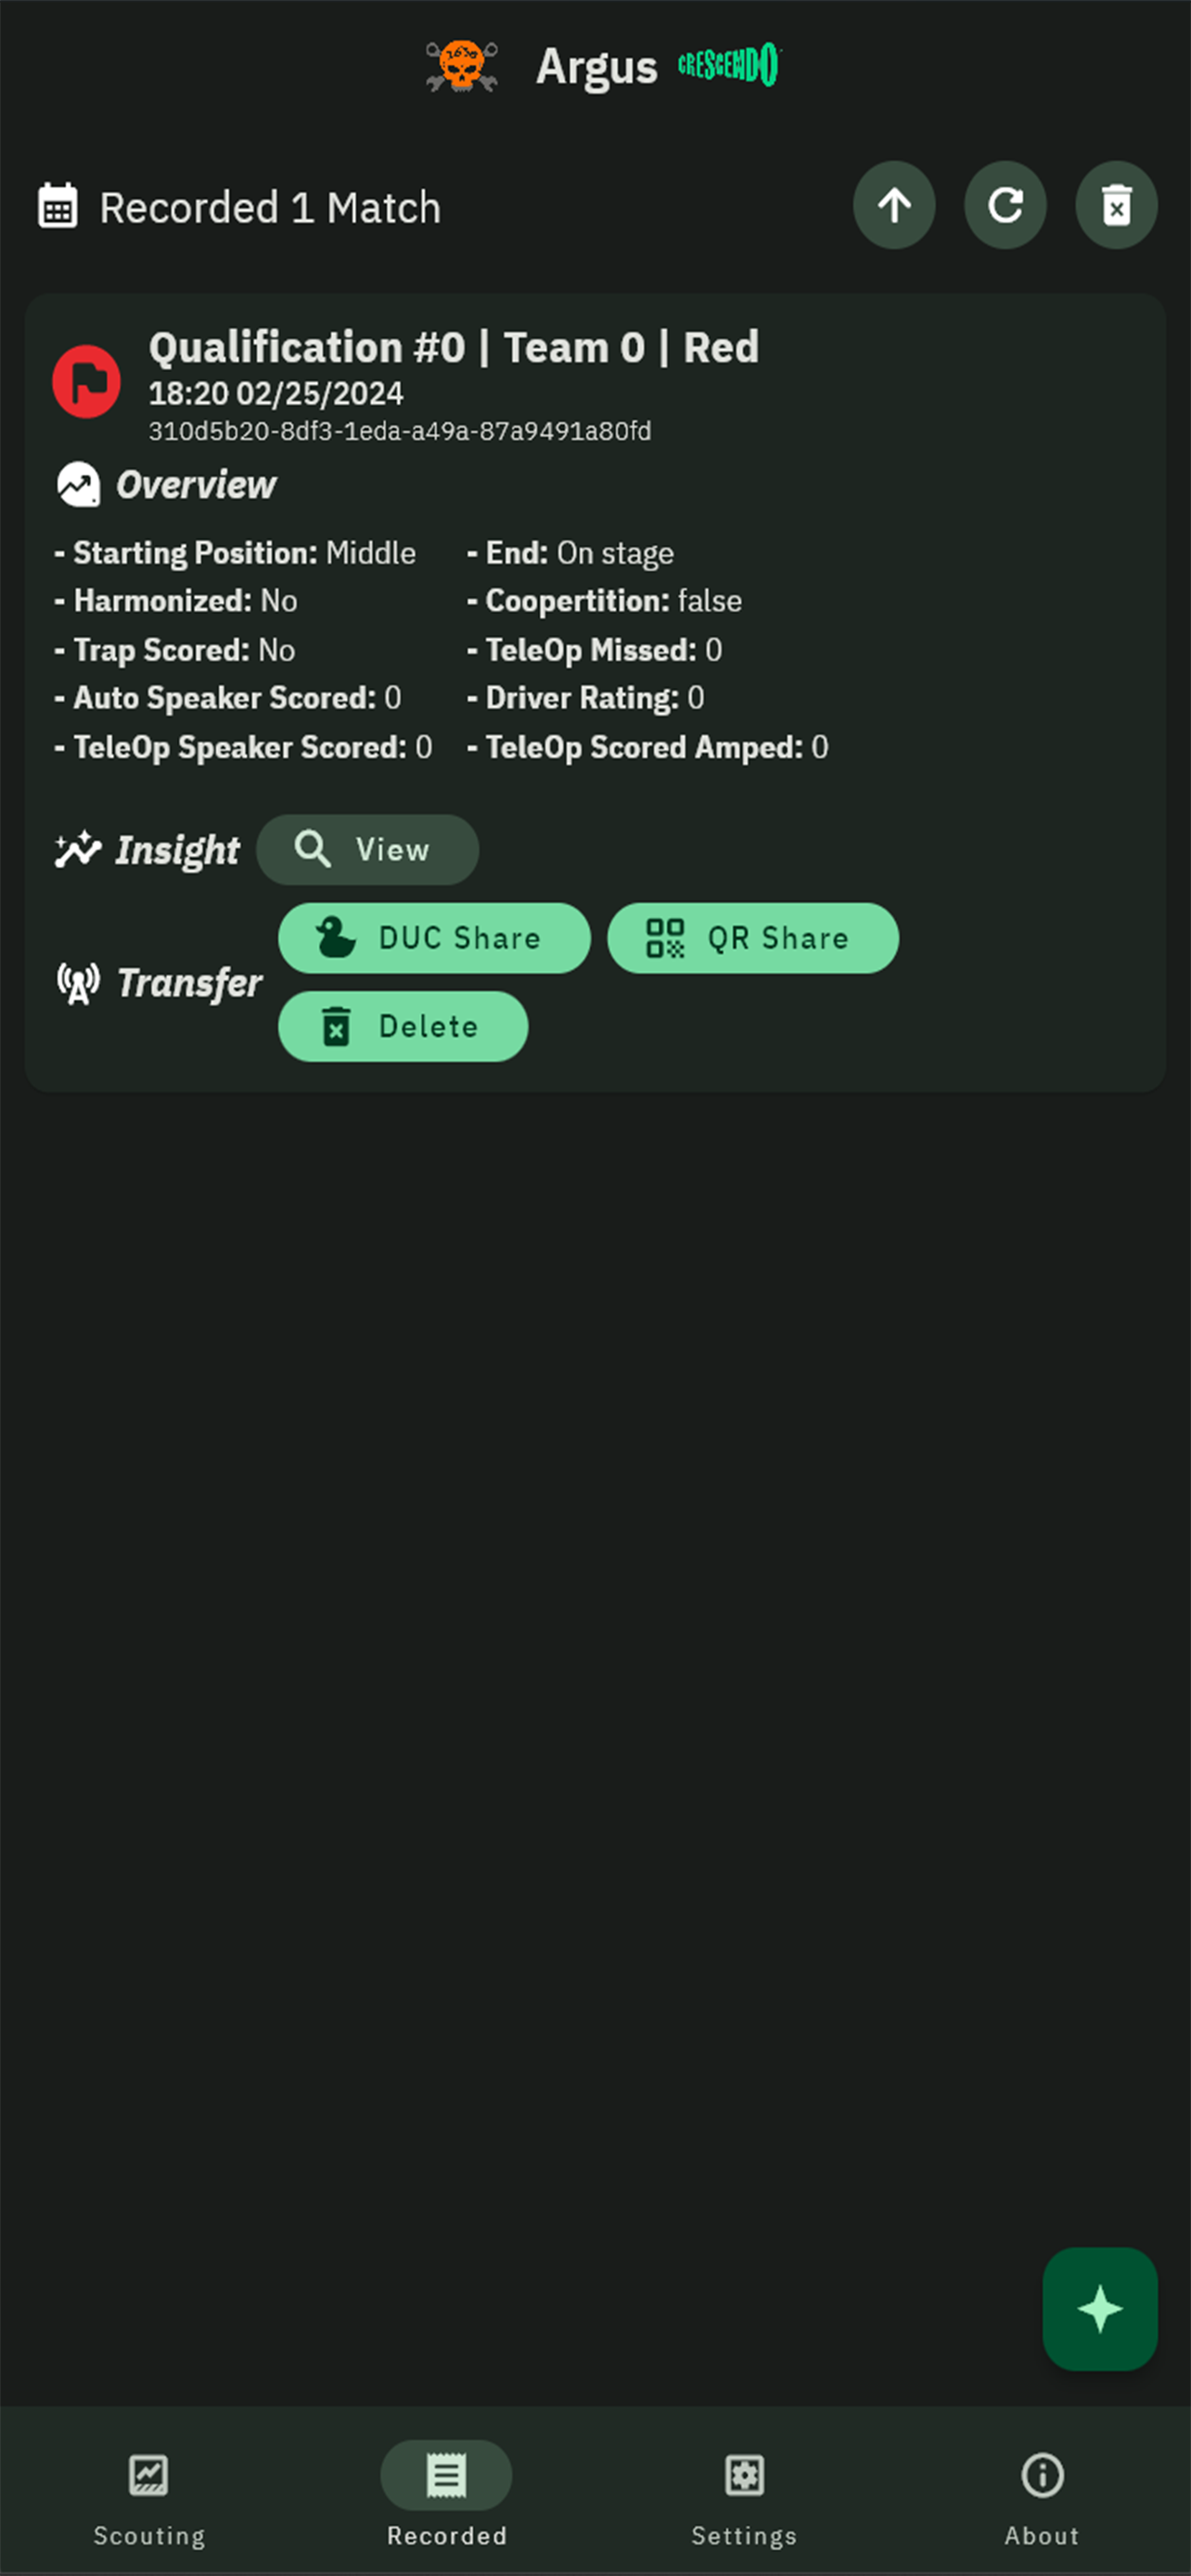 Argus CRESCENDO
Recorded 1 Match
Qualification #0 | Team 0 | Red
18:20 02/25/2024
310d5b20-8df3-1eda-a49a-87a9491a80fd
Overview
- Starting Position: Middle
- End: On stage
- Harmonized: No
- Coopertition: false
- Trap Scored: No
- TeleOp Missed: 0
- Auto Speaker Scored: 0
- Driver Rating: 0
- TeleOp Speaker Scored: 0
- TeleOp Scored Amped: 0
Insight
View
Transfer
DUC Share
QR Share
Delete
Scouting
Recorded
Settings
About